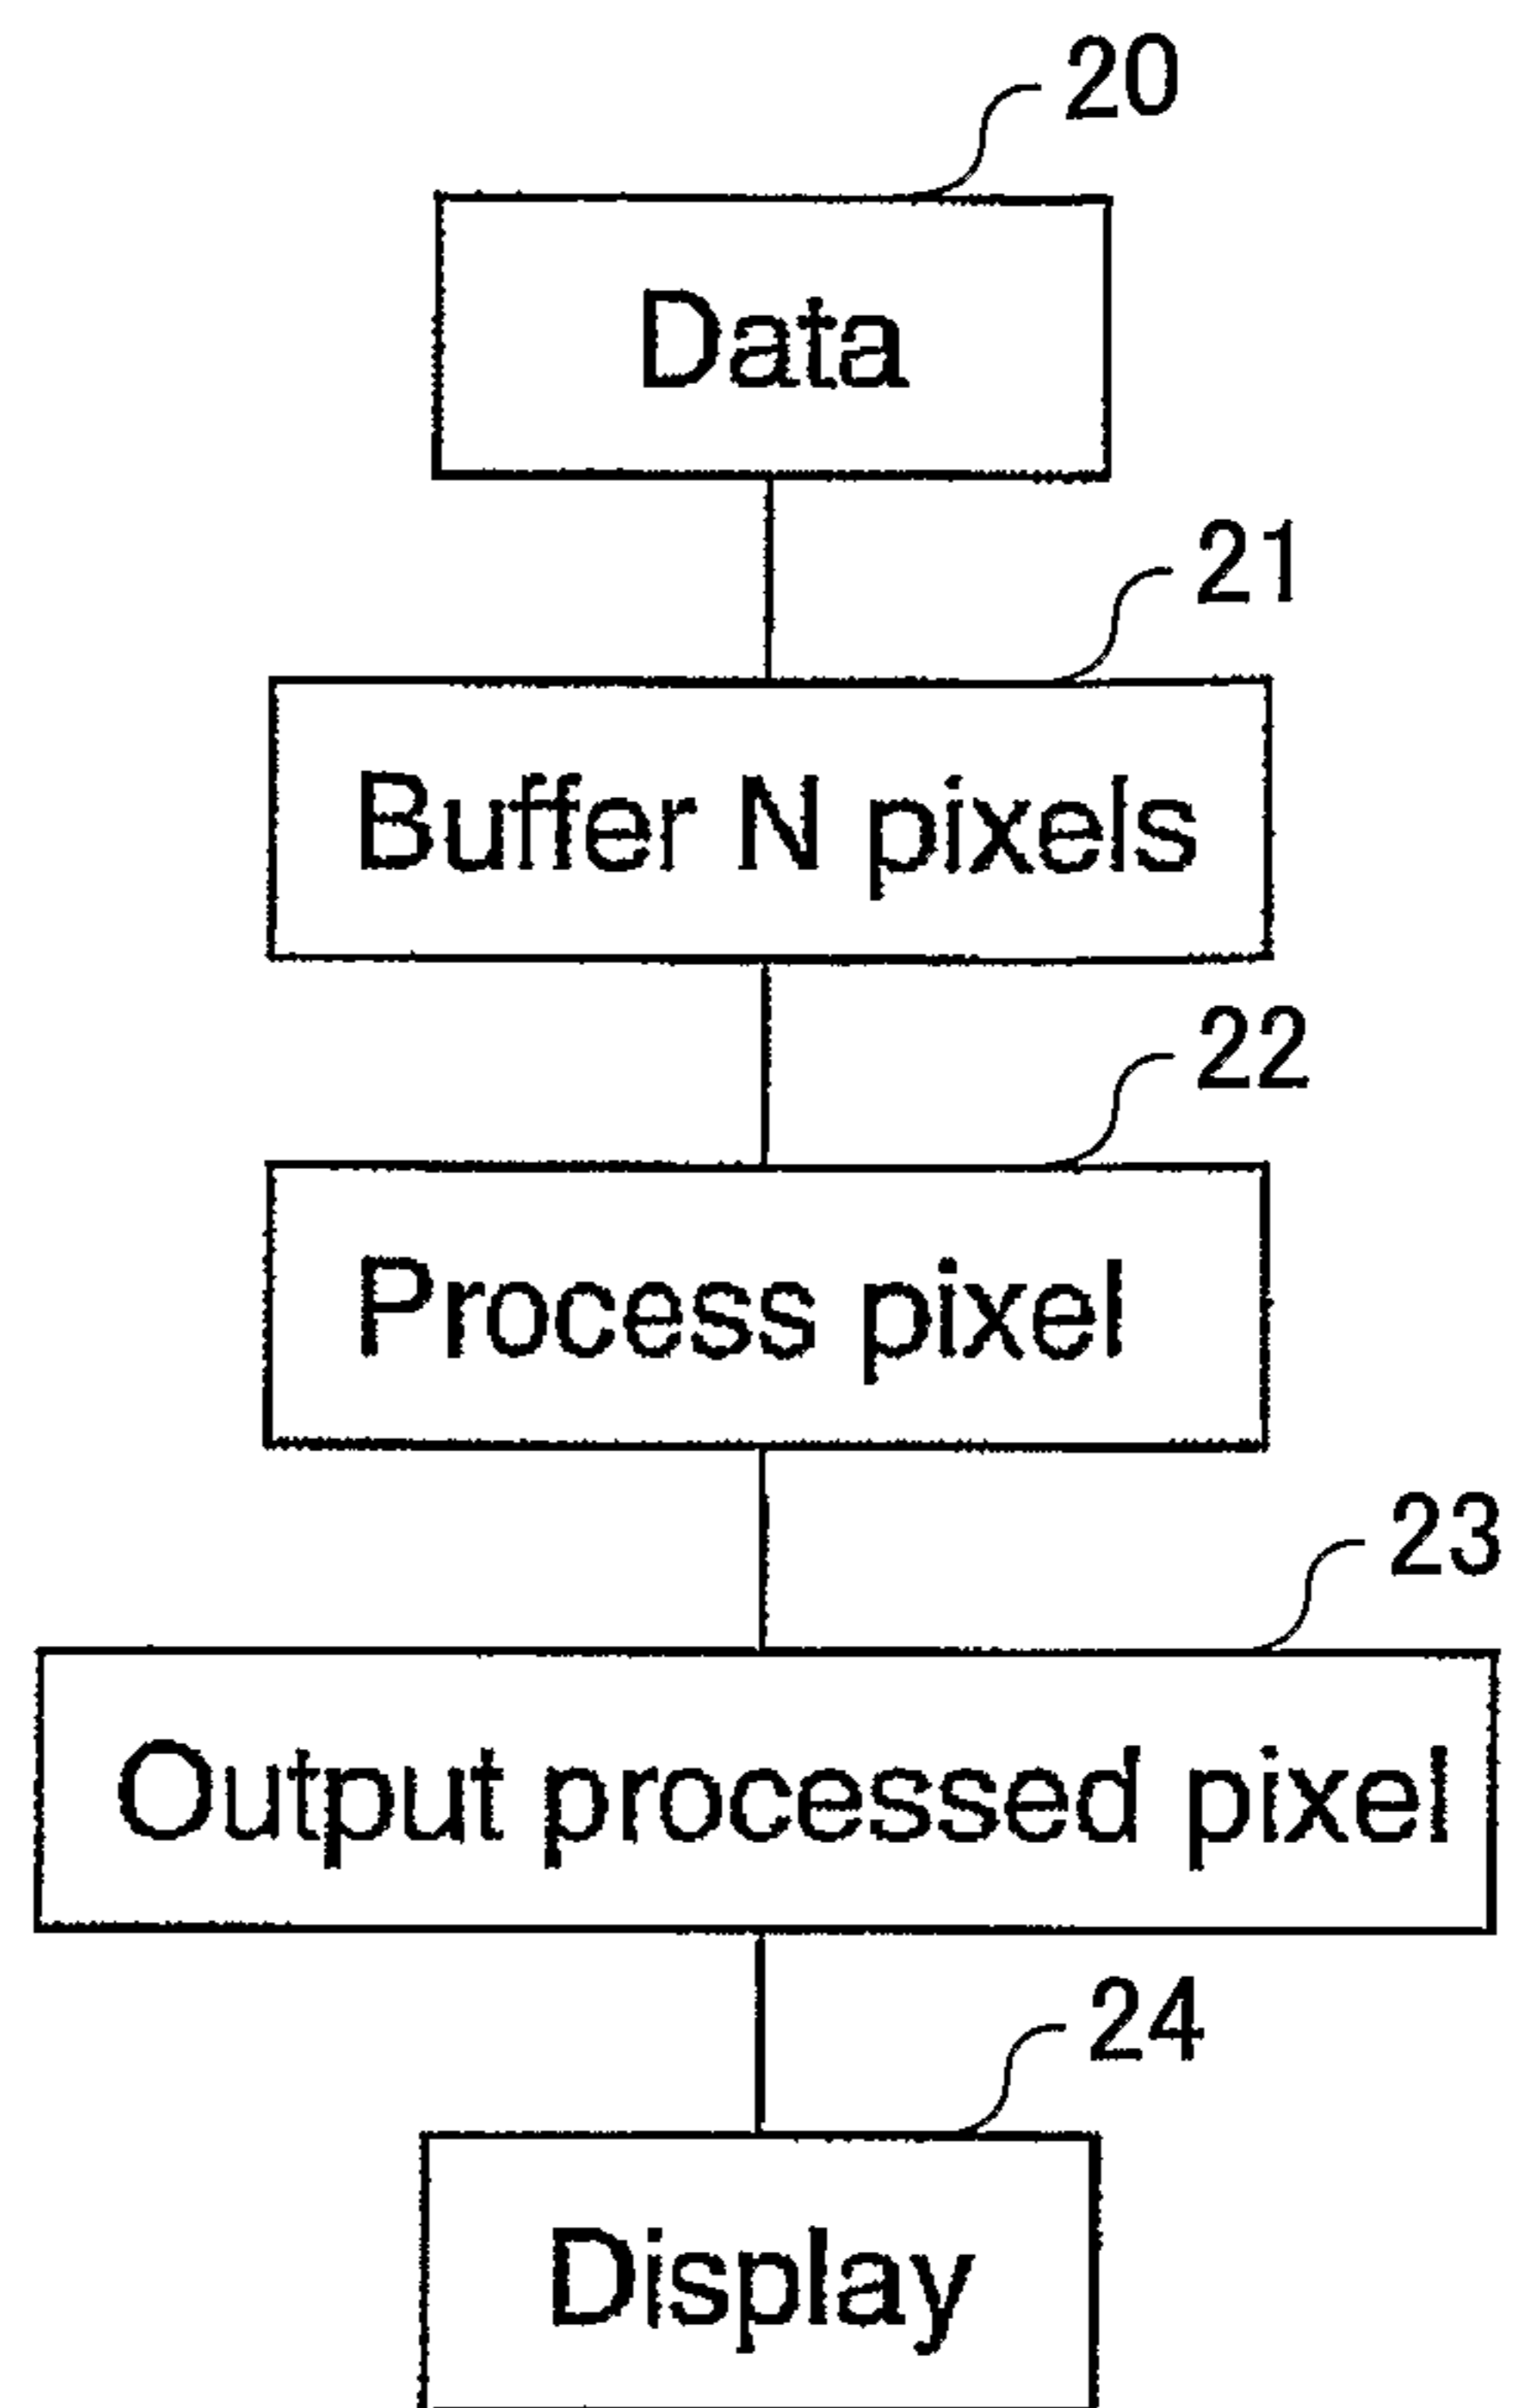 20
Data
21
Buffer N pixels
22
Process pixel
23
Output processed pixel
24
Display